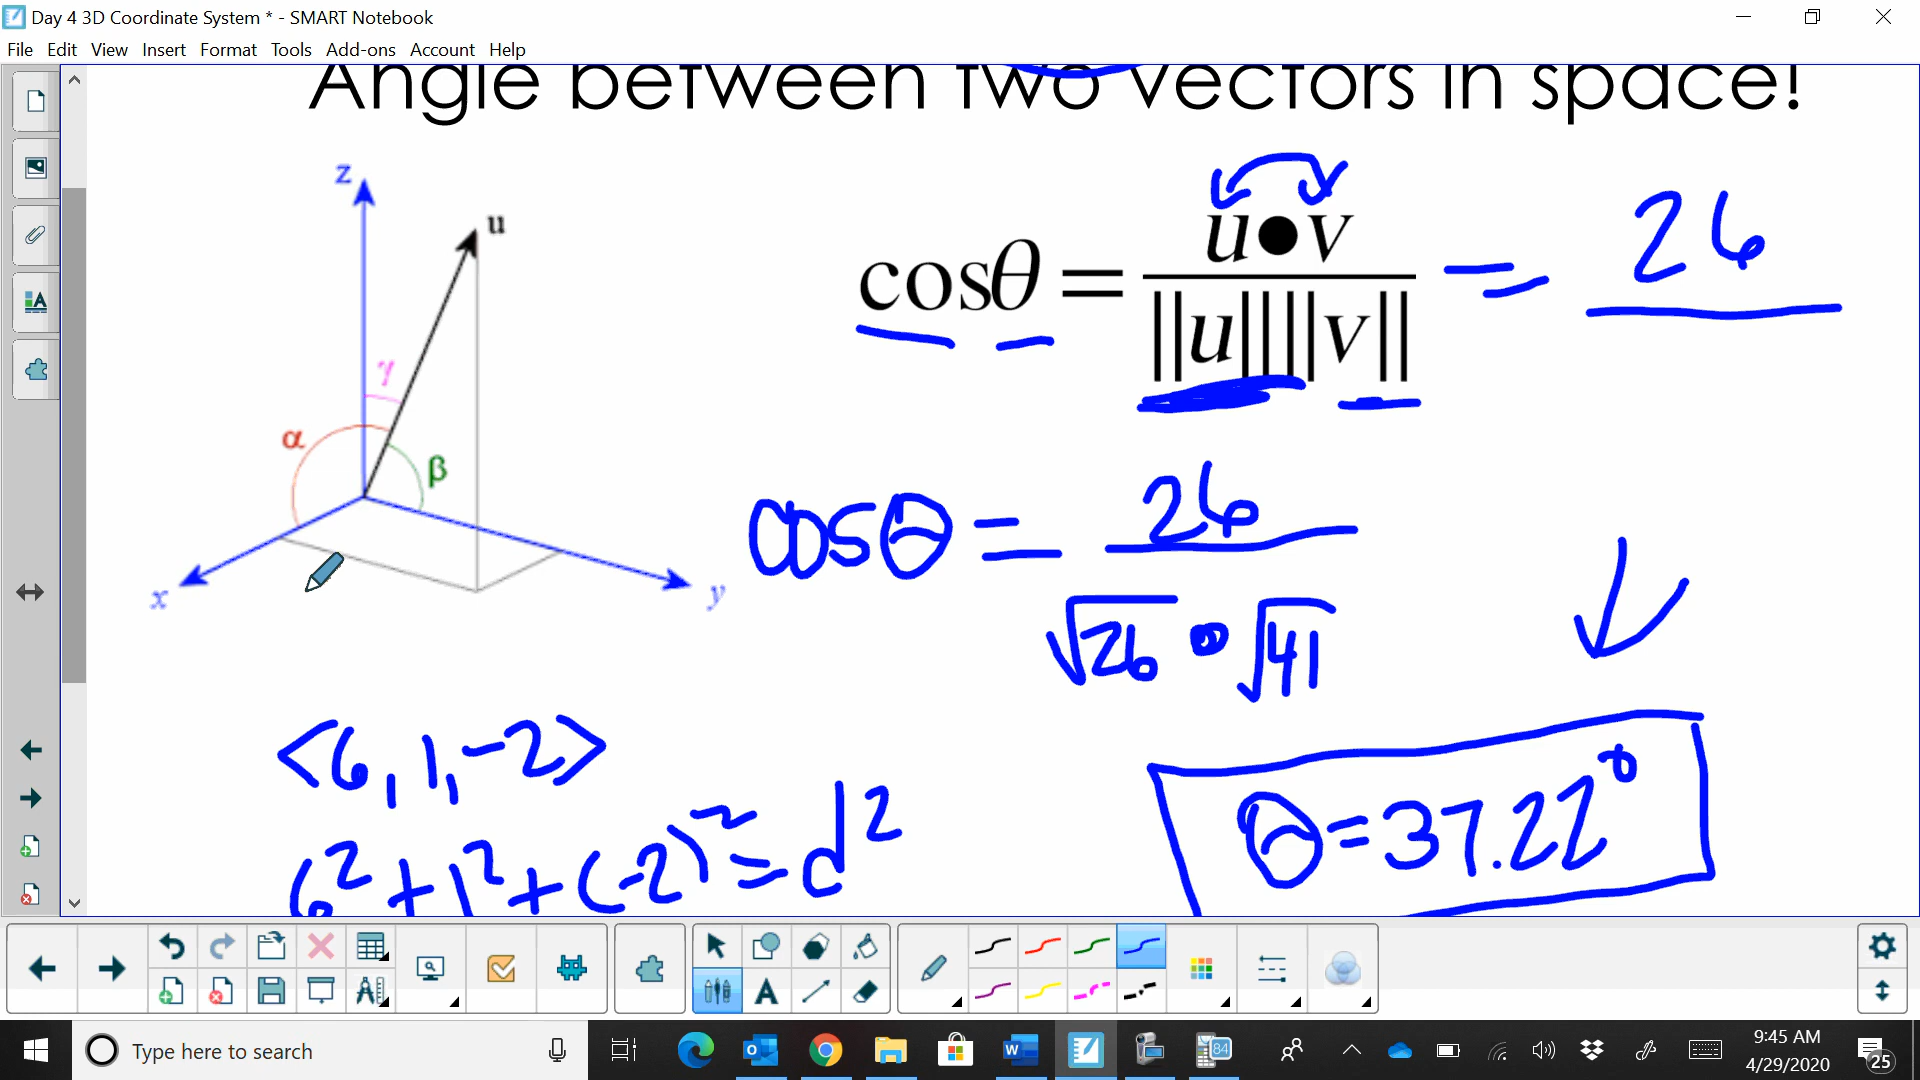 Day 4 3D Coordinate System * - SMART Notebook
File Edit View Insert Format Tools Add-ons Account Help
Angle between two vectors in space!
z
u
γ
α
β
x
y
cosθ = u•v / ||u||||v|| = 26
cosθ = 26 / √26 • √41
<6, 1, -2>
6² + 1² + (-2)² = d²
θ = 37.22°
A
Type here to search
84
9:45 AM
4/29/2020
25